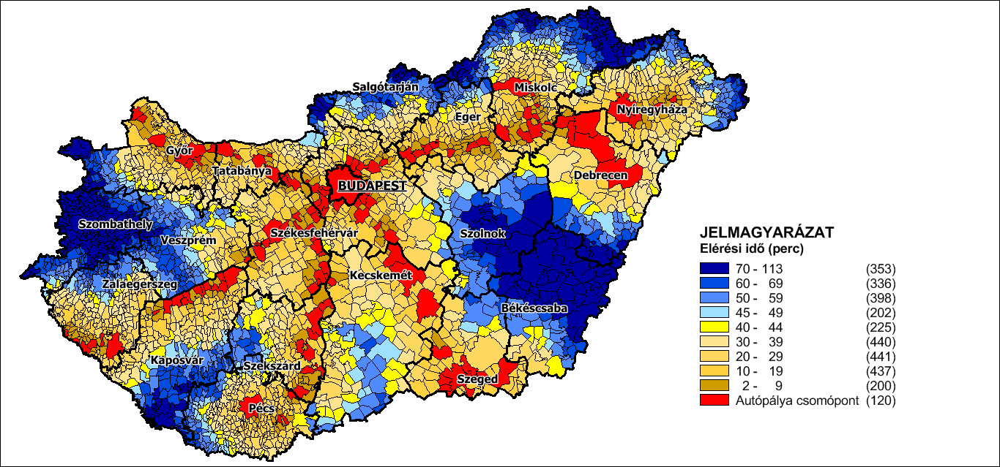 Salgótarján
Miskolc
Eger
Nyíregyháza
Győr
Tatabánya
Debrecen
BUDAPEST
Szombathely
Székesfehérvár
Szolnok
Veszprém
Zalaegerszeg
Kecskemét
Békéscsaba
Kaposvár
Szekszárd
Szeged
Pécs
JELMAGYARÁZAT
Elérési idő (perc)
70 - 113 (353)
60 - 69 (336)
50 - 59 (398)
45 - 49 (202)
40 - 44 (225)
30 - 39 (440)
20 - 29 (441)
10 - 19 (437)
2 - 9 (200)
Autópálya csomópont (120)